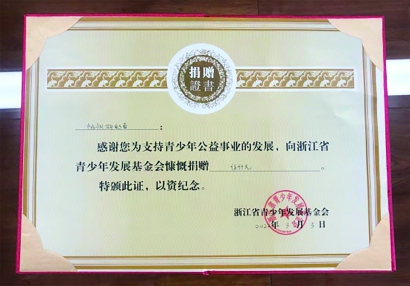 捐贈
證書
：
感谢您为支持青少年公益事业的发展，向浙江省
青少年发展基金会慷慨捐赠 。
特颁此证，以资纪念。
浙江省青少年发展基金会
年 月 日